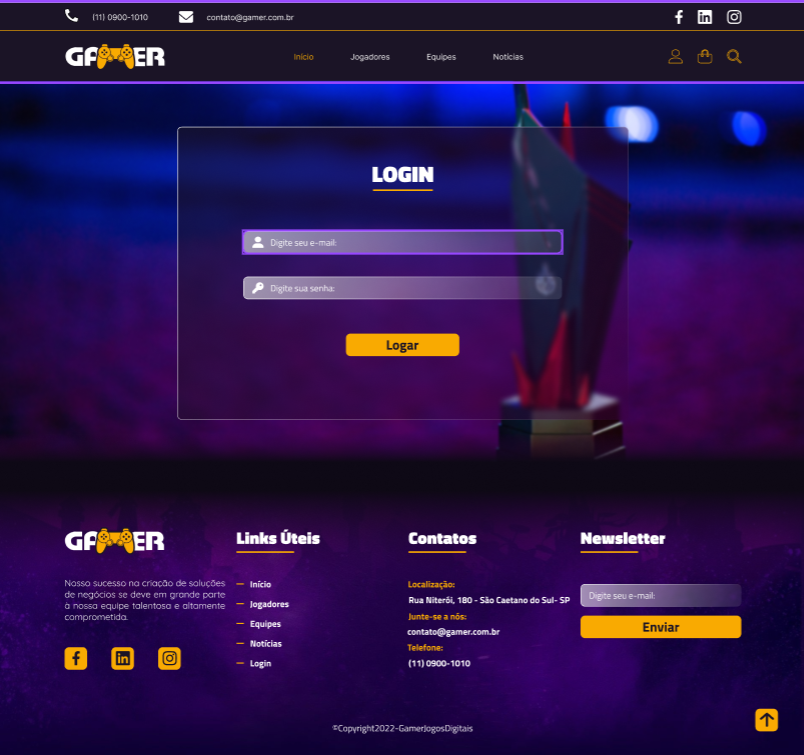 (11) 0900-1010
contato@gamer.com.br
GAMER
Início
Jogadores
Equipes
Notícias
LOGIN
Digite seu e-mail:
Digite sua senha:
Logar
GAMER
Nosso sucesso na criação de soluções
de negócios se deve em grande parte
à nossa equipe talentosa e altamente
comprometida.
Links Úteis
Início
Jogadores
Equipes
Notícias
Login
Contatos
Localização:
Rua Niterói, 180 - São Caetano do Sul- SP
Junte-se a nós:
contato@gamer.com.br
Telefone:
(11) 0900-1010
Newsletter
Digite seu e-mail:
Enviar
©Copyright2022-GamerJogosDigitais